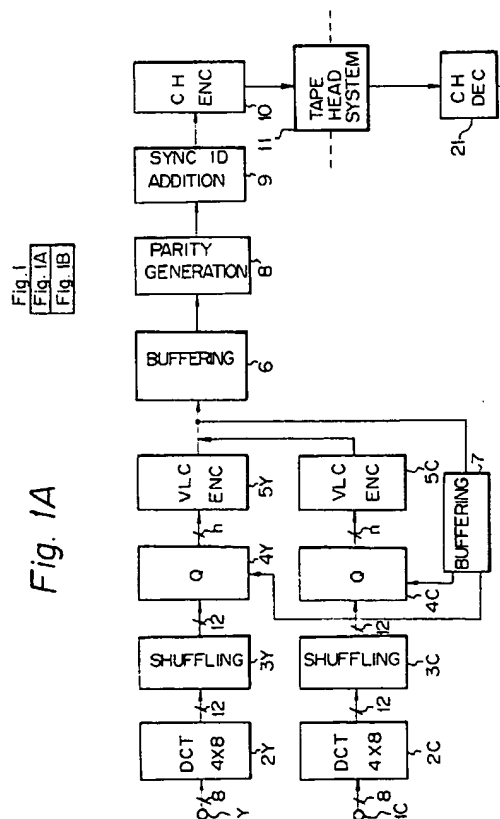 Fig. 1
Fig. 1A
Fig. 1B
Fig. 1A
8
1Y
DCT
4X8
2Y
12
SHUFFLING
3Y
12
Q
4Y
n
VLC
ENC
5Y
BUFFERING
6
PARITY
GENERATION
8
SYNC ID
ADDITION
9
CH
ENC
10
TAPE
HEAD
SYSTEM
11
CH
DEC
21
8
1C
DCT
4X8
2C
12
SHUFFLING
3C
12
Q
4C
n
VLC
ENC
5C
BUFFERING
7